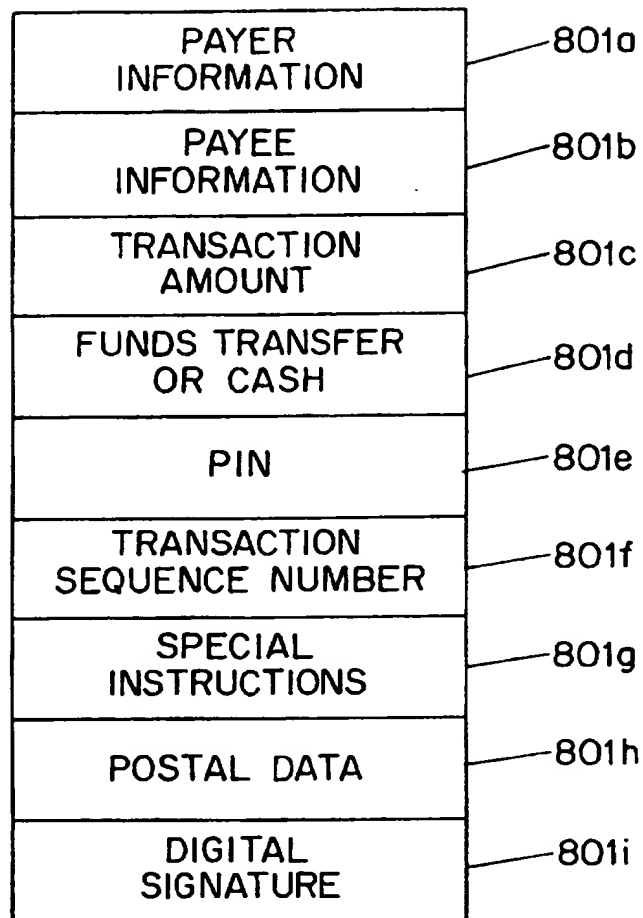 PAYER
INFORMATION
801a
PAYEE
INFORMATION
801b
TRANSACTION
AMOUNT
801c
FUNDS TRANSFER
OR CASH
801d
PIN
801e
TRANSACTION
SEQUENCE NUMBER
801f
SPECIAL
INSTRUCTIONS
801g
POSTAL DATA
801h
DIGITAL
SIGNATURE
801i